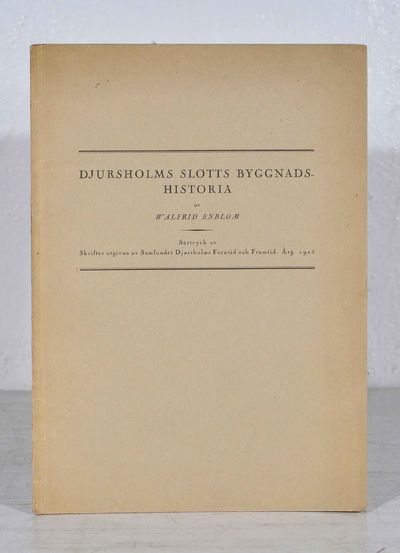 DJURSHOLMS SLOTTS BYGGNADS-
HISTORIA
av
WALFRID ENBLOM
Särtryck ur
Skrifter utgivna av Samfundet Djursholms Forntid och Framtid. Årg. 1926